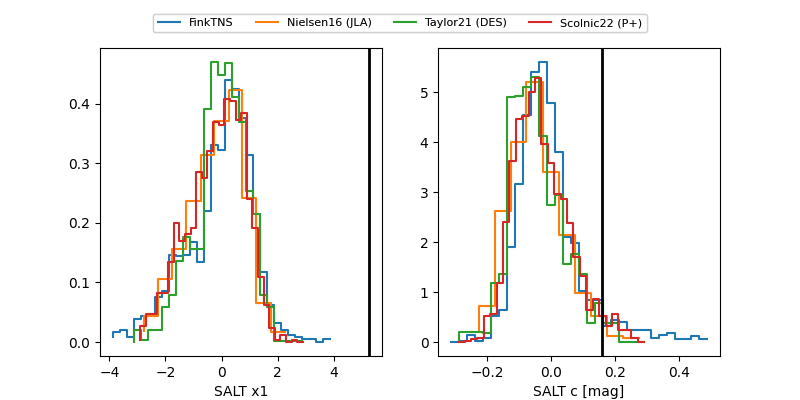 FinkTNS Nielsen16 (JLA) Taylor21 (DES) Scolnic22 (P+)
0.4
0.3
0.2
0.1
0.0
−4 −2 0 2 4
SALT x1
5
4
3
2
1
0
−0.2 0.0 0.2 0.4
SALT c [mag]